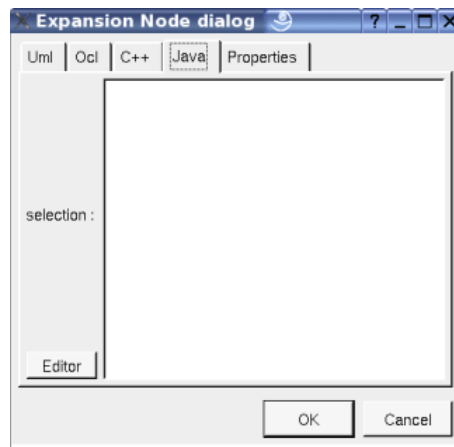 Expansion Node dialog ?
Uml Ocl C++ Java Properties
selection :
Editor
OK Cancel